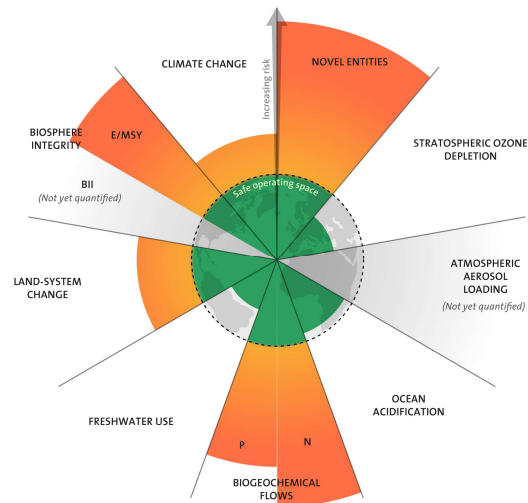 CLIMATE CHANGE
NOVEL ENTITIES
Increasing risk
BIOSPHERE
INTEGRITY
E/MSY
STRATOSPHERIC OZONE
DEPLETION
BII
(Not yet quantified)
Safe operating space
LAND-SYSTEM
CHANGE
ATMOSPHERIC
AEROSOL
LOADING
(Not yet quantified)
FRESHWATER USE
OCEAN
ACIDIFICATION
P
N
BIOGEOCHEMICAL
FLOWS